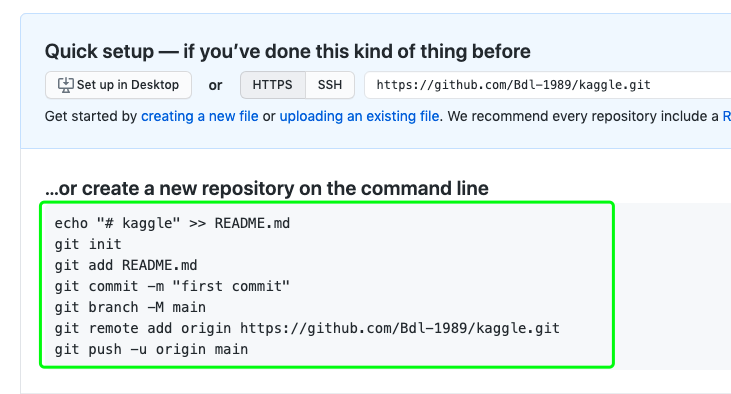 Quick setup — if you’ve done this kind of thing before
Set up in Desktop or HTTPS SSH https://github.com/Bdl-1989/kaggle.git
Get started by creating a new file or uploading an existing file. We recommend every repository include a R
…or create a new repository on the command line
echo "# kaggle" >> README.md
git init
git add README.md
git commit -m "first commit"
git branch -M main
git remote add origin https://github.com/Bdl-1989/kaggle.git
git push -u origin main